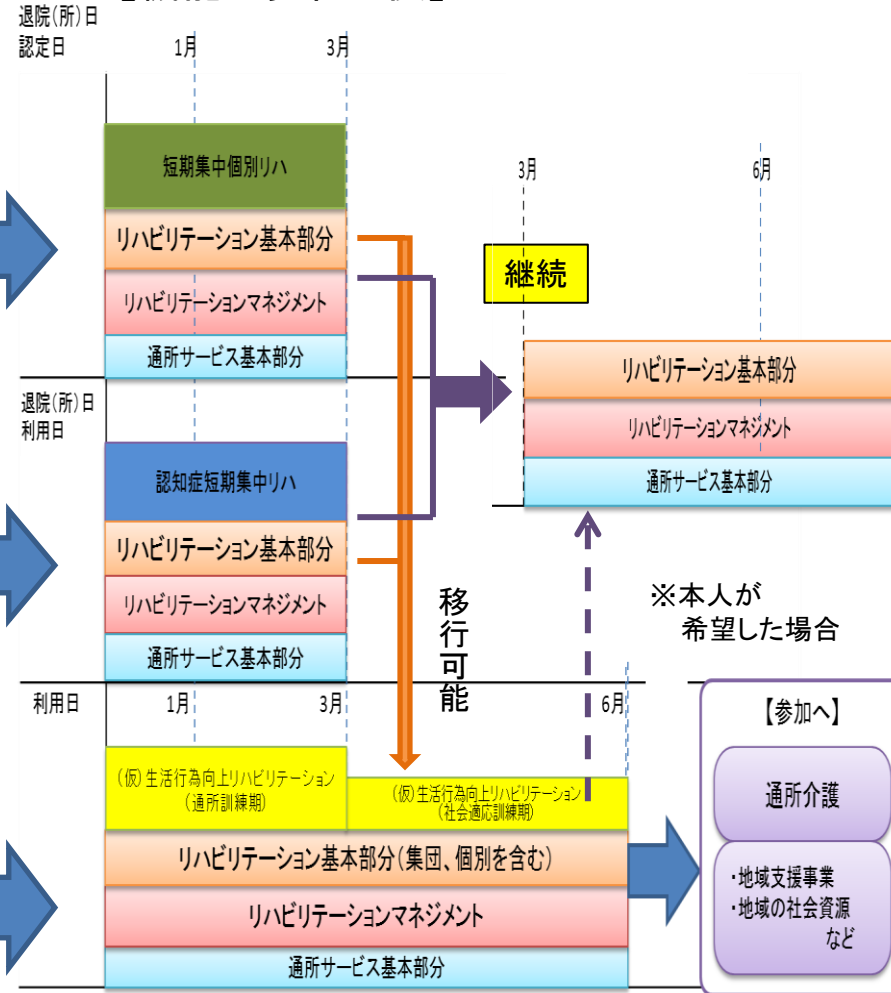 退院(所)日
認定日
1月
3月
短期集中個別リハ
リハビリテーション基本部分
リハビリテーションマネジメント
通所サービス基本部分
3月
6月
継続
リハビリテーション基本部分
リハビリテーションマネジメント
通所サービス基本部分
退院(所)日
利用日
認知症短期集中リハ
リハビリテーション基本部分
リハビリテーションマネジメント
通所サービス基本部分
移行可能
※本人が
希望した場合
利用日
1月
3月
6月
(仮)生活行為向上リハビリテーション
(通所訓練期)
(仮)生活行為向上リハビリテーション
(社会適応訓練期)
リハビリテーション基本部分(集団、個別を含む)
リハビリテーションマネジメント
通所サービス基本部分
【参加へ】
通所介護
・地域支援事業
・地域の社会資源
など